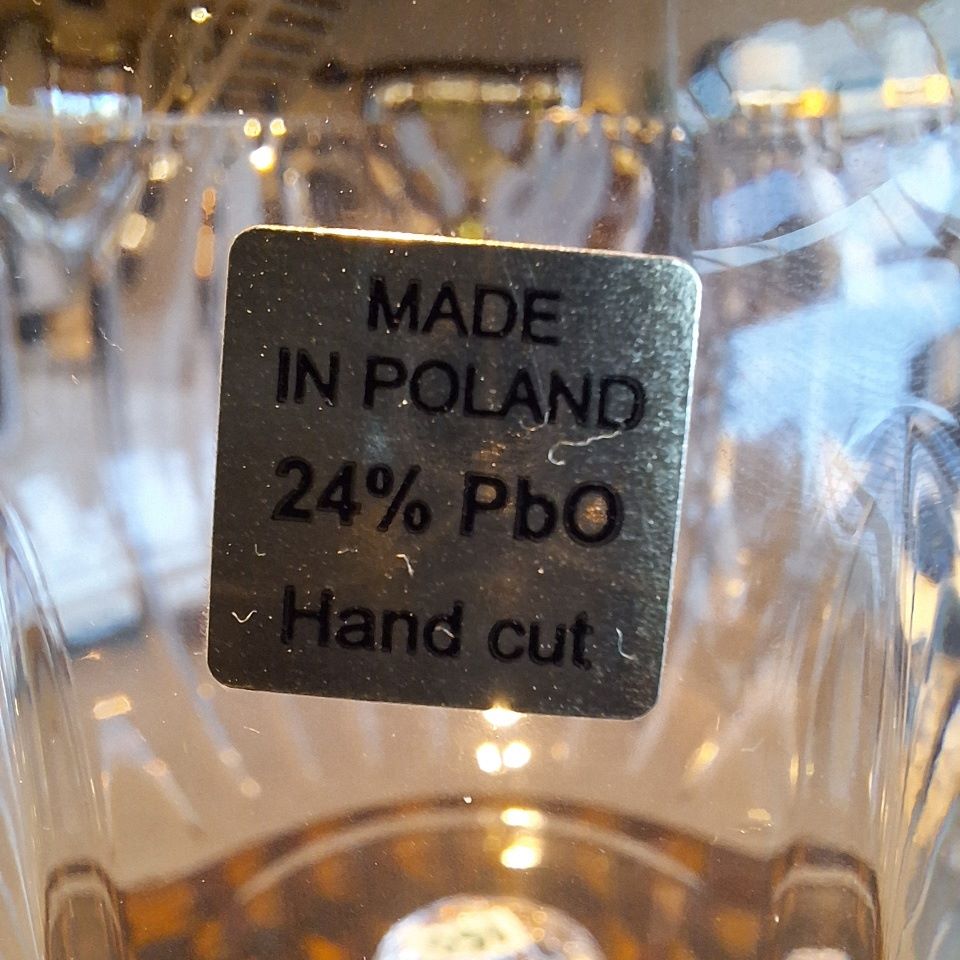 MADE
IN POLAND
24% PbO
Hand cut